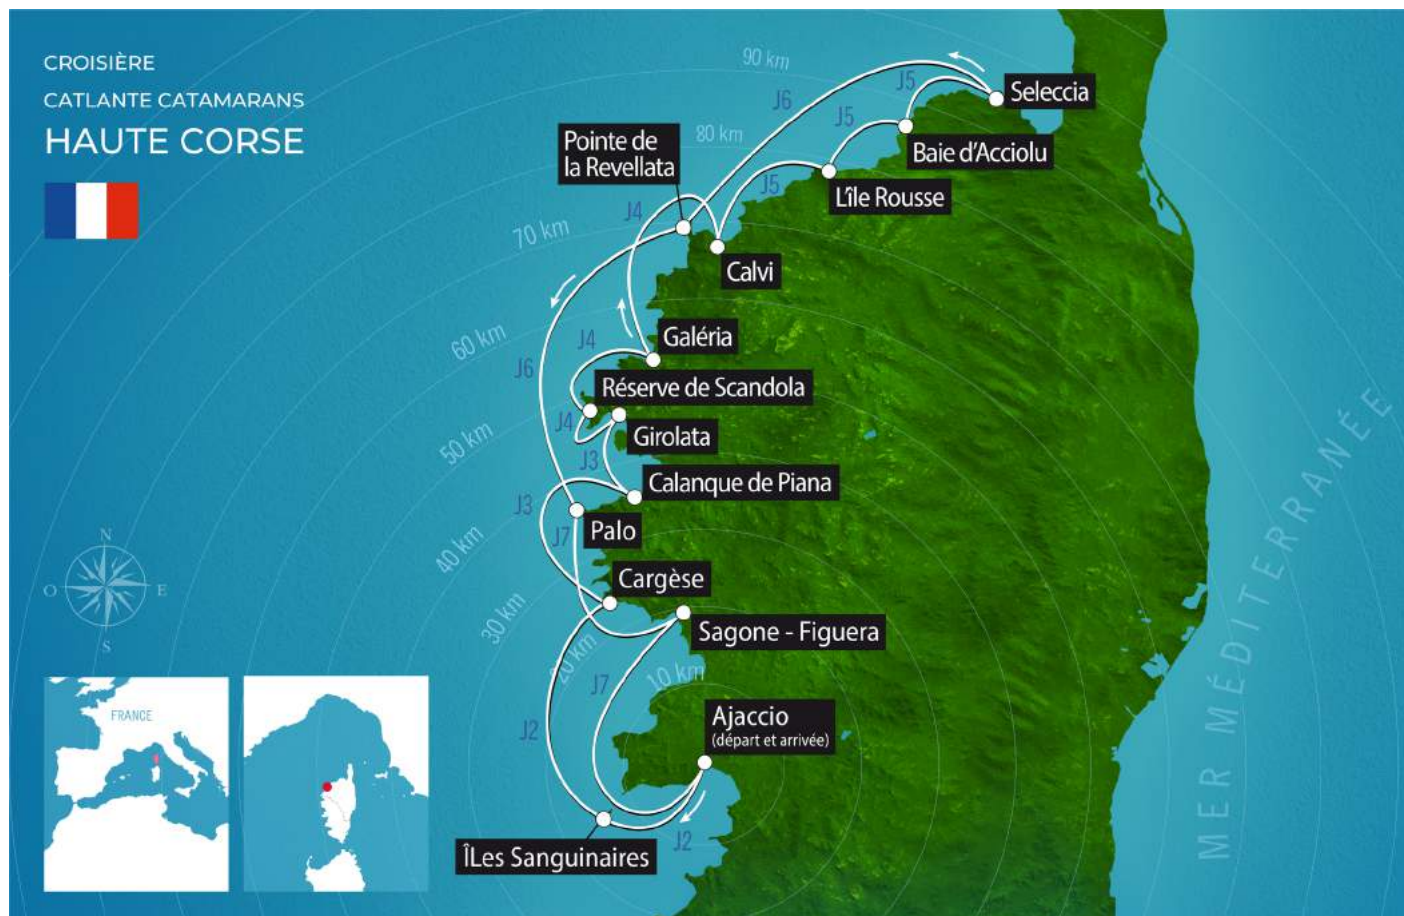 CROISIÈRE
CATLANTE CATAMARANS
HAUTE CORSE
90 km
J5
Seleccia
J6
J5
80 km
Pointe de
la Revellata
Baie d'Acciolu
J5
L'île Rousse
J4
70 km
Calvi
60 km
J4
Galéria
J6
Réserve de Scandola
J4
50 km
Girolata
J3
Calanque de Piana
J3
J7
Palo
40 km
Cargèse
30 km
Sagone - Figuera
20 km
10 km
J7
J2
Ajaccio
(départ et arrivée)
J2
ÎLes Sanguinaires
MER MÉDITERRANÉE
N
O
E
S
FRANCE